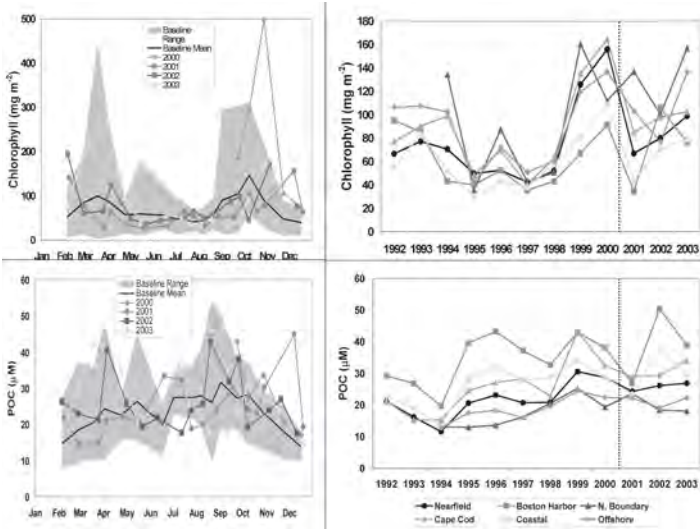 500
400
300
200
100
0
Chlorophyll (mg m⁻²)
Baseline
Range
Baseline Mean
2000
2001
2002
2003
Jan Feb Mar Apr May Jun Jul Aug Sep Oct Nov Dec
180
160
140
120
100
80
60
40
20
0
Chlorophyll (mg m⁻²)
1992 1993 1994 1995 1996 1997 1998 1999 2000 2001 2002 2003
60
50
40
30
20
10
0
POC (µM)
Baseline Range
Baseline Mean
2000
2001
2002
2003
Jan Feb Mar Apr May Jun Jul Aug Sep Oct Nov Dec
60
50
40
30
20
10
0
POC (µM)
1992 1993 1994 1995 1996 1997 1998 1999 2000 2001 2002 2003
Nearfield Boston Harbor N. Boundary
Cape Cod Coastal Offshore